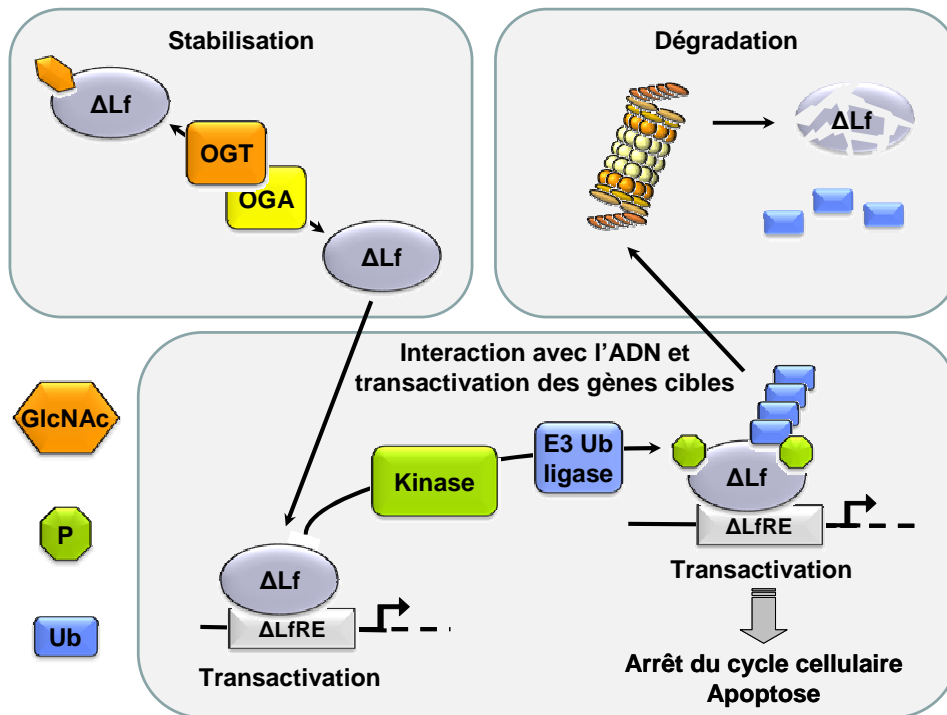 Stabilisation
ΔLf
OGT
OGA
ΔLf
Dégradation
ΔLf
GlcNAc
P
Ub
Interaction avec l'ADN et
transactivation des gènes cibles
Kinase
E3 Ub
ligase
P
P
ΔLf
ΔLfRE
Transactivation
ΔLf
ΔLfRE
Transactivation
Arrêt du cycle cellulaire
Apoptose